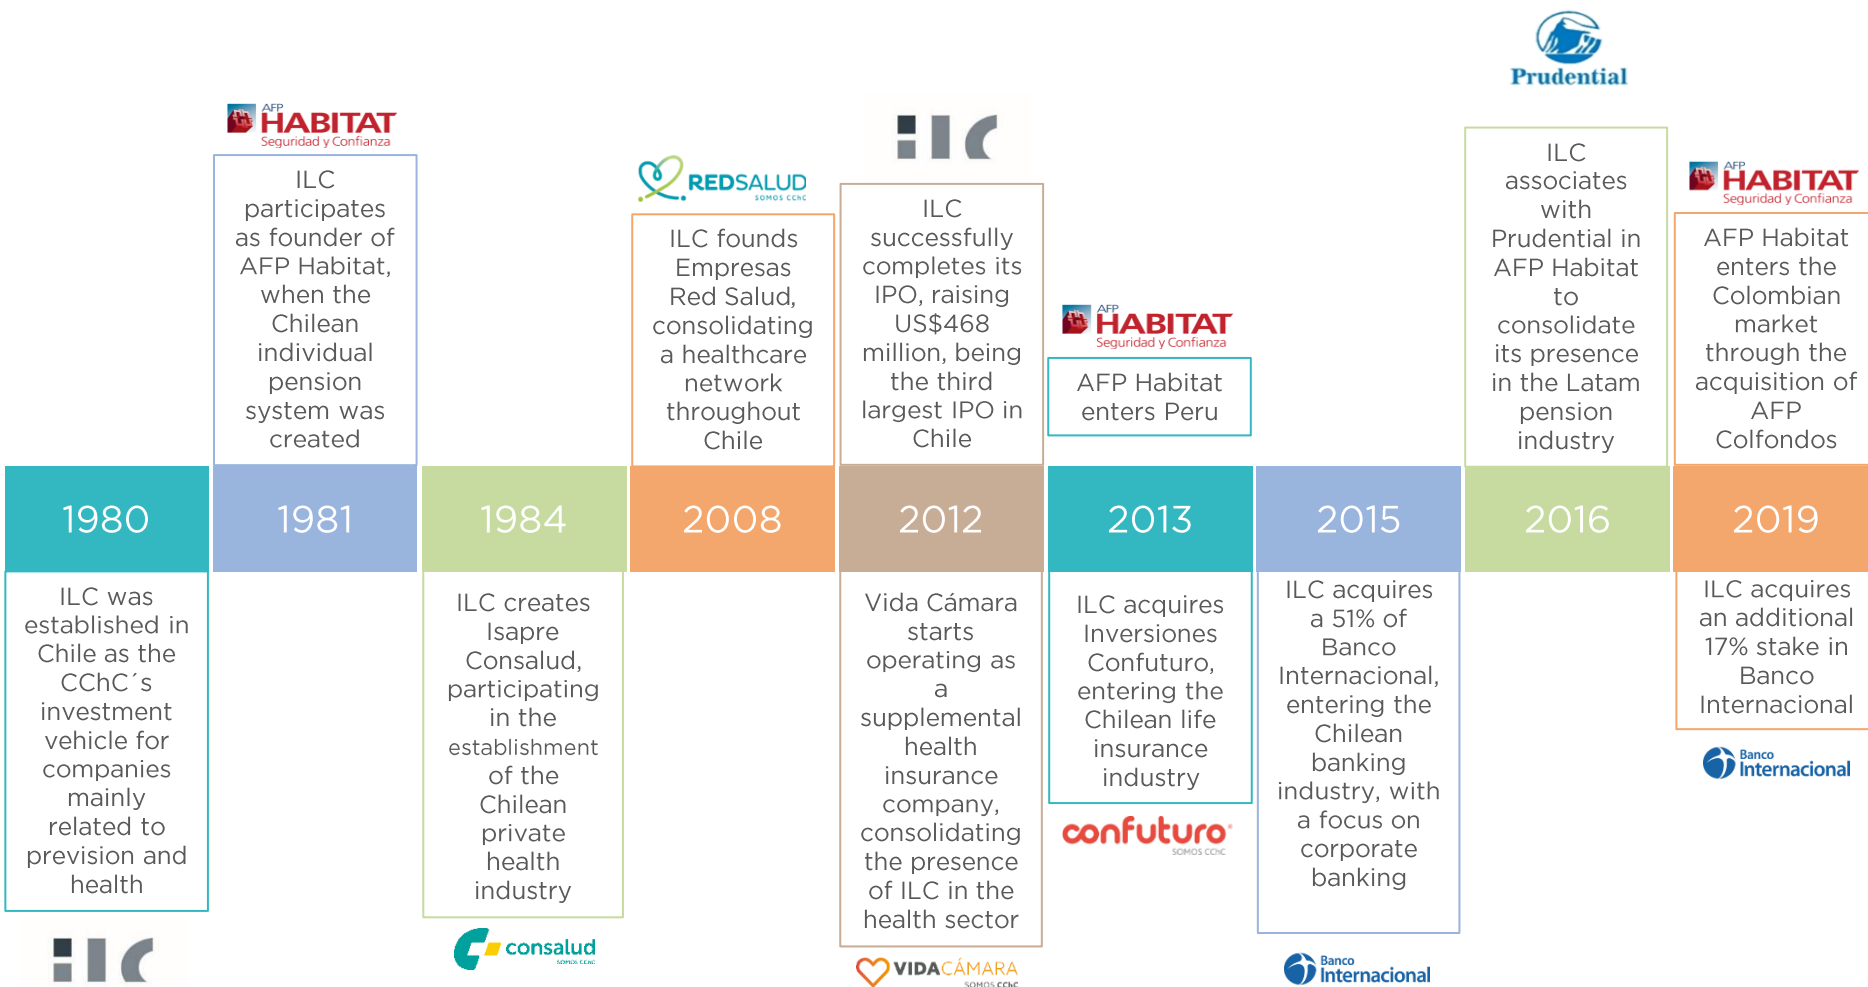 Prudential
AFP
HABITAT
Seguridad y Confianza
ILC
participates
as founder of
AFP Habitat,
when the
Chilean
individual
pension
system was
created
REDSALUD
SOMOS CChC
ILC founds
Empresas
Red Salud,
consolidating
a healthcare
network
throughout
Chile
ILC
ILC
successfully
completes its
IPO, raising
US$468
million, being
the third
largest IPO in
Chile
AFP
HABITAT
Seguridad y Confianza
AFP Habitat
enters Peru
ILC
associates
with
Prudential in
AFP Habitat
to
consolidate
its presence
in the Latam
pension
industry
AFP
HABITAT
Seguridad y Confianza
AFP Habitat
enters the
Colombian
market
through the
acquisition of
AFP
Colfondos
1980
1981
1984
2008
2012
2013
2015
2016
2019
ILC was
established in
Chile as the
CChC´s
investment
vehicle for
companies
mainly
related to
prevision and
health
ILC
ILC creates
Isapre
Consalud,
participating
in the
establishment
of the
Chilean
private
health
industry
consalud
SOMOS CChC
Vida Cámara
starts
operating as
a
supplemental
health
insurance
company,
consolidating
the presence
of ILC in the
health sector
VIDACÁMARA
SOMOS CChC
ILC acquires
Inversiones
Confuturo,
entering the
Chilean life
insurance
industry
confuturo®
SOMOS CChC
ILC acquires
a 51% of
Banco
Internacional,
entering the
Chilean
banking
industry, with
a focus on
corporate
banking
Banco
Internacional
ILC acquires
an additional
17% stake in
Banco
Internacional
Banco
Internacional